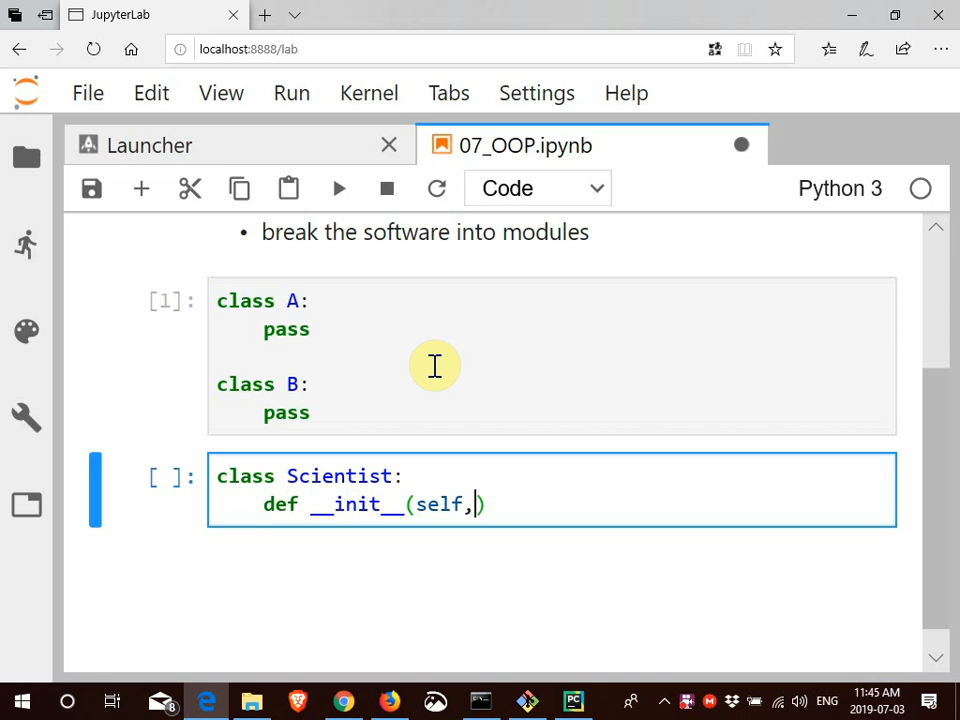 JupyterLab
localhost:8888/lab
File Edit View Run Kernel Tabs Settings Help
Launcher 07_OOP.ipynb
Code Python 3
• break the software into modules
[1]: class A:
pass
class B:
pass
[ ]: class Scientist:
def __init__(self,)
8 PC ENG 11:45 AM
2019-07-03